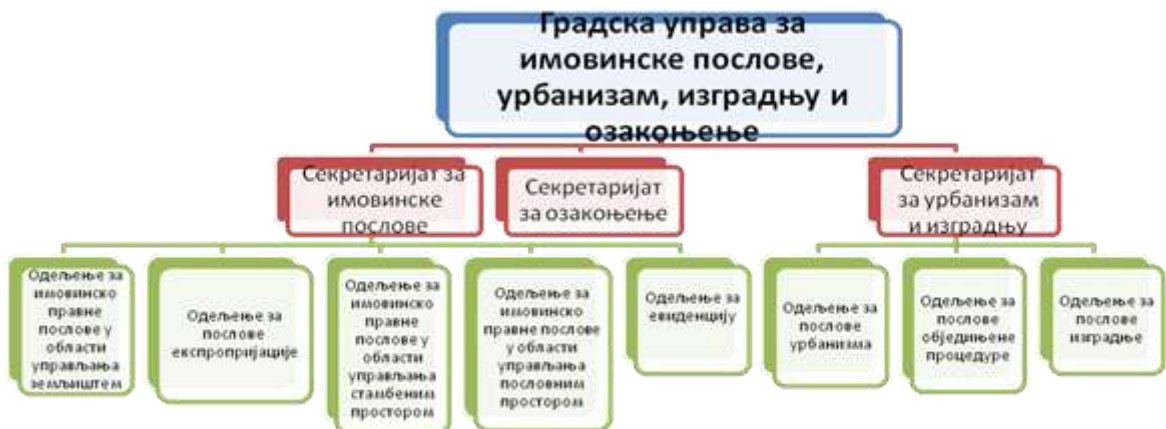 Градска управа за
имовинске послове,
урбанизам, изградњу и
озакоњење
Секретаријат за
имовинске
послове
Секретаријат
за озакоњење
Секретаријат
за урбанизам
и изградњу
Одељење за
имовинско
правне
послове у
области
управљања
земљиштем
Одељење за
послове
експропријације
Одељење за
имовинско
правне
послове у
области
управљања
стамбеним
простором
Одељење за
имовинско
правне послове
у области
управљања
пословним
простором
Одељење за
евиденцију
Одељење за
послове
урбанизма
Одељење за
послове
обједињене
процедуре
Одељење за
послове
изградње